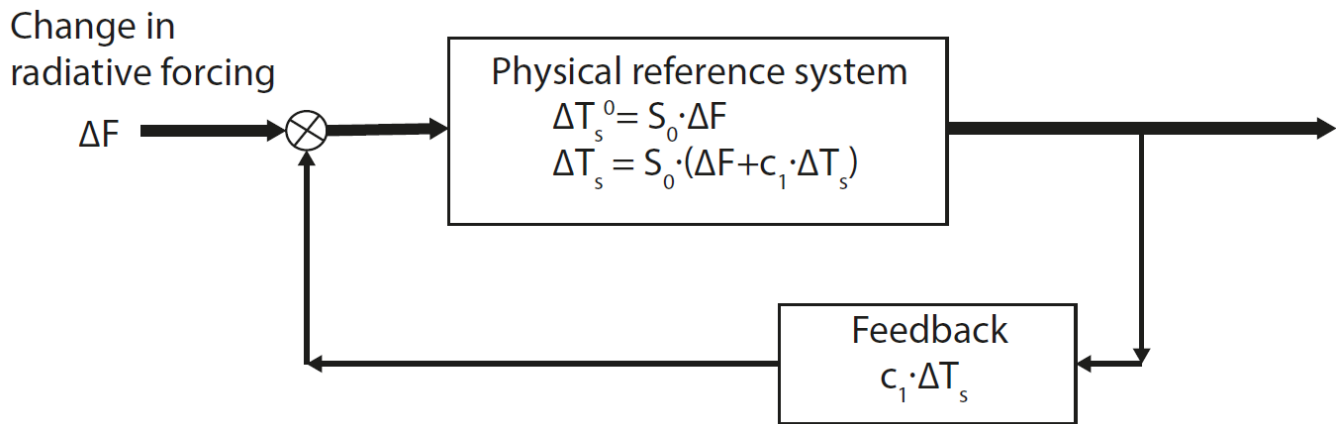 Change in
radiative forcing
ΔF
Physical reference system
ΔTₛ⁰= S₀·ΔF
ΔTₛ = S₀·(ΔF+c₁·ΔTₛ)
Feedback
c₁·ΔTₛ